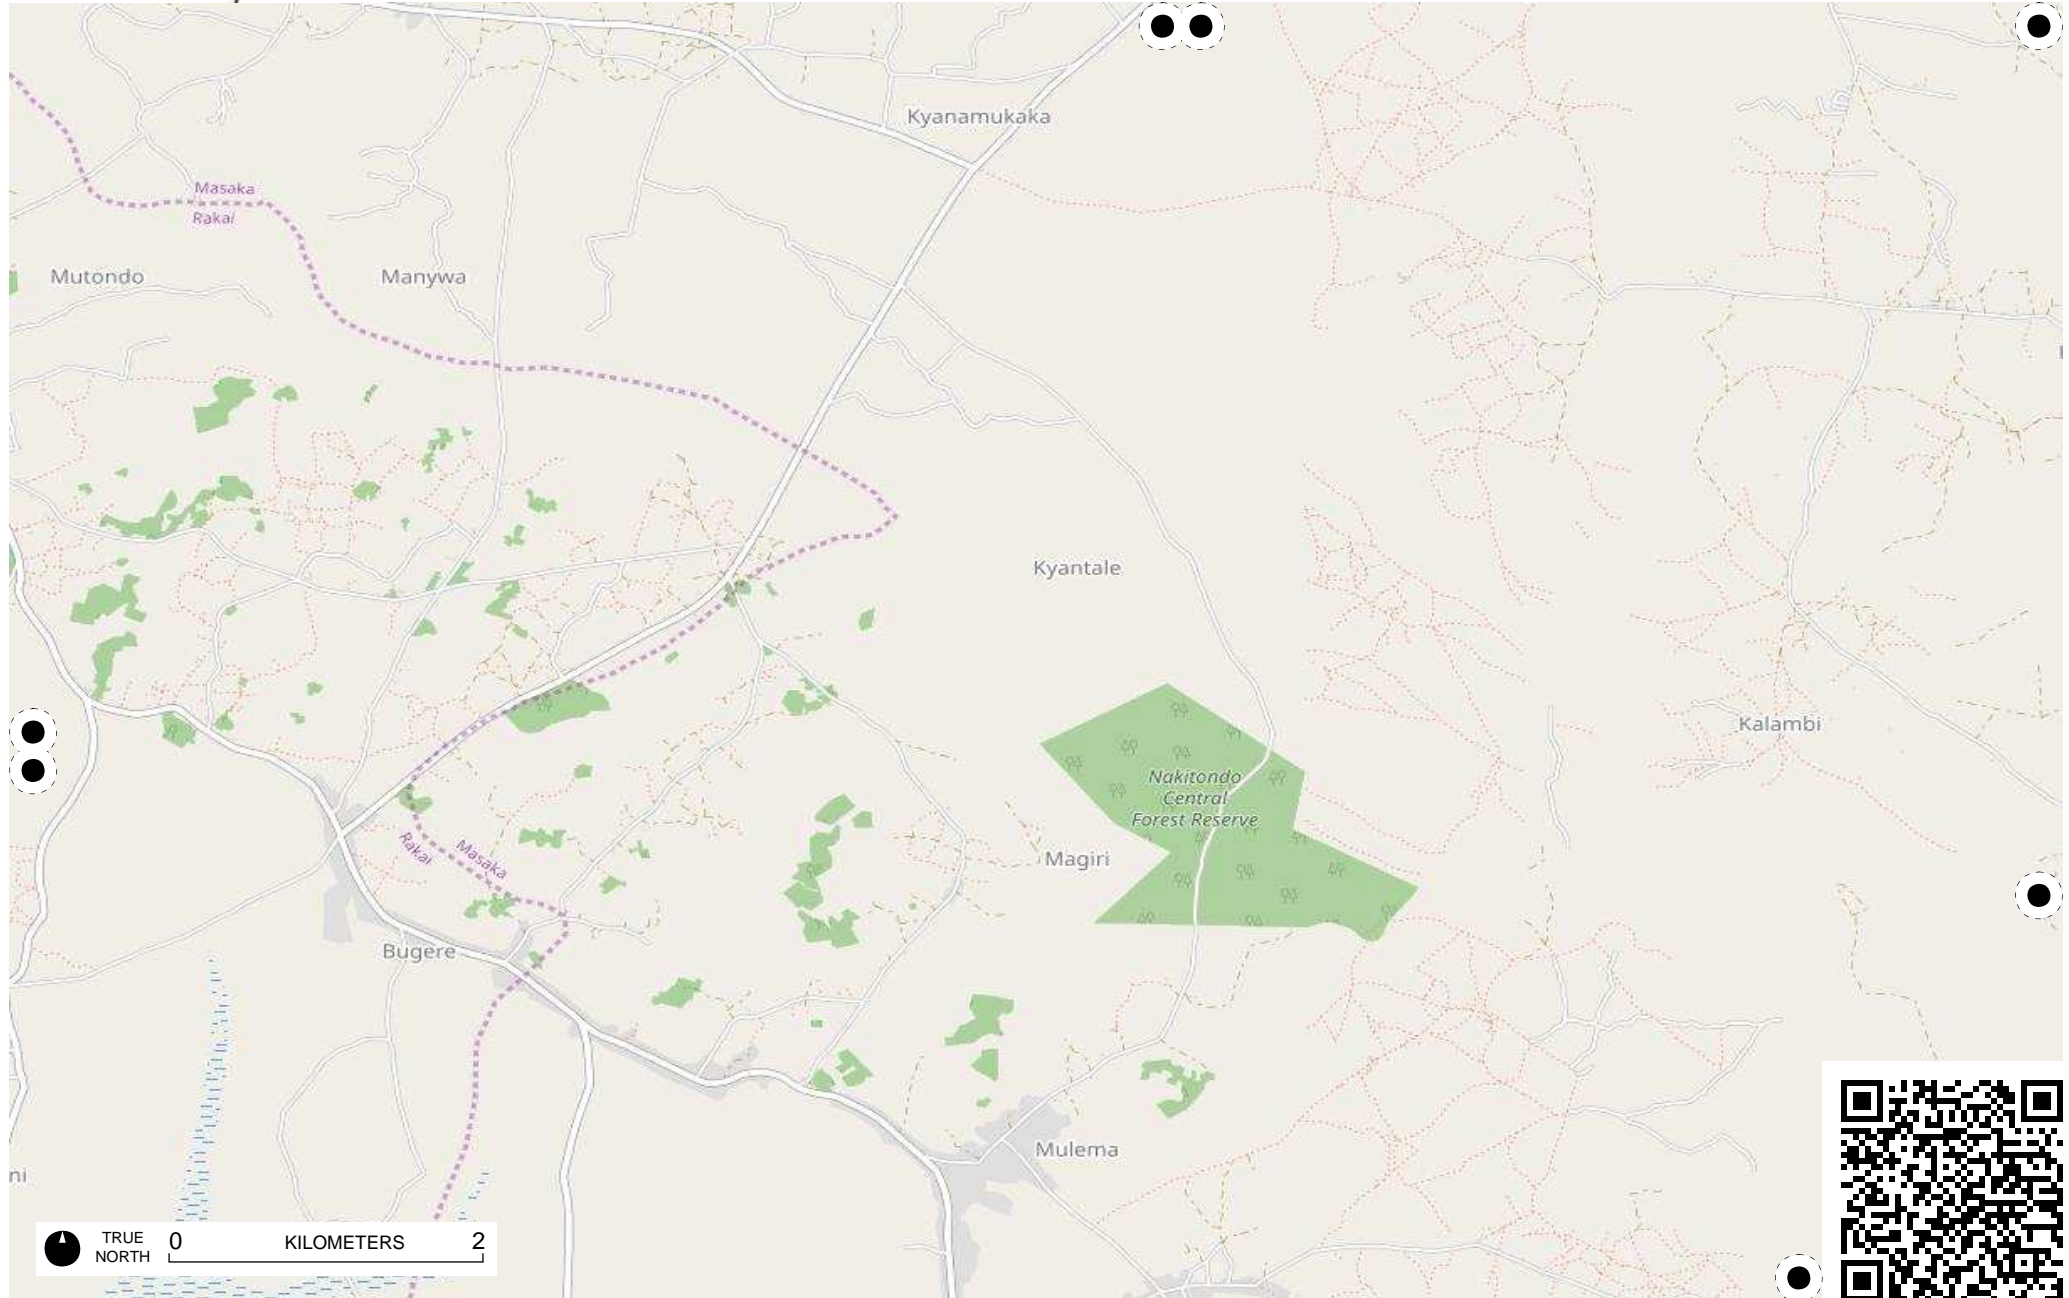 Kyanamukaka
Masaka
Rakai
Mutondo
Manywa
Kyantale
Kalambi
Nakitondo
Central
Forest Reserve
Rakai
Masaka
Magiri
Bugere
Mulema
ni
TRUE
NORTH
0 KILOMETERS 2